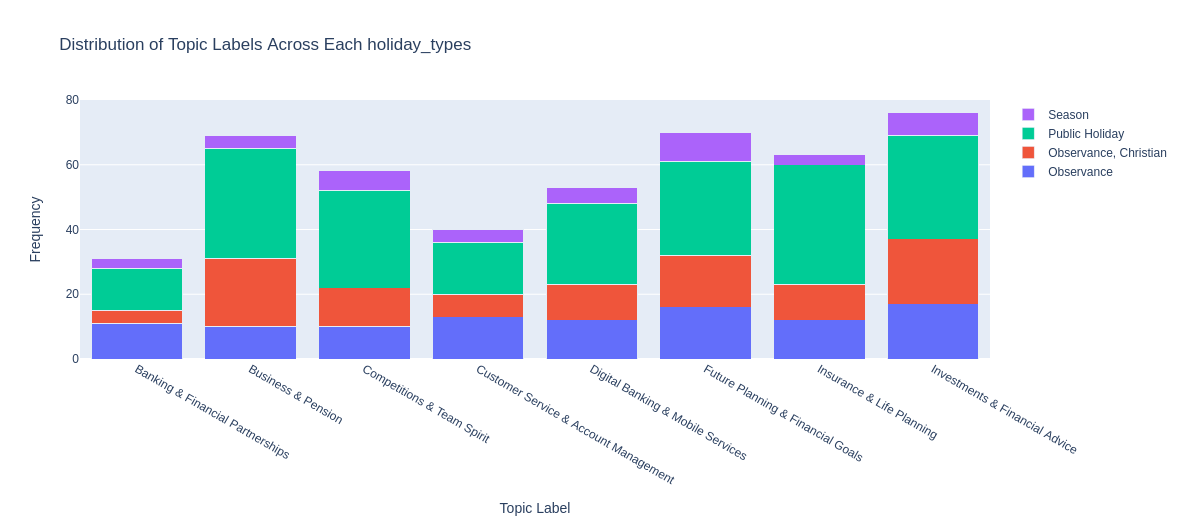 Distribution of Topic Labels Across Each holiday_types
80
60
40
20
0
Frequency
Banking & Financial Partnerships
Business & Pension
Competitions & Team Spirit
Customer Service & Account Management
Digital Banking & Mobile Services
Future Planning & Financial Goals
Insurance & Life Planning
Investments & Financial Advice
Topic Label
Season
Public Holiday
Observance, Christian
Observance